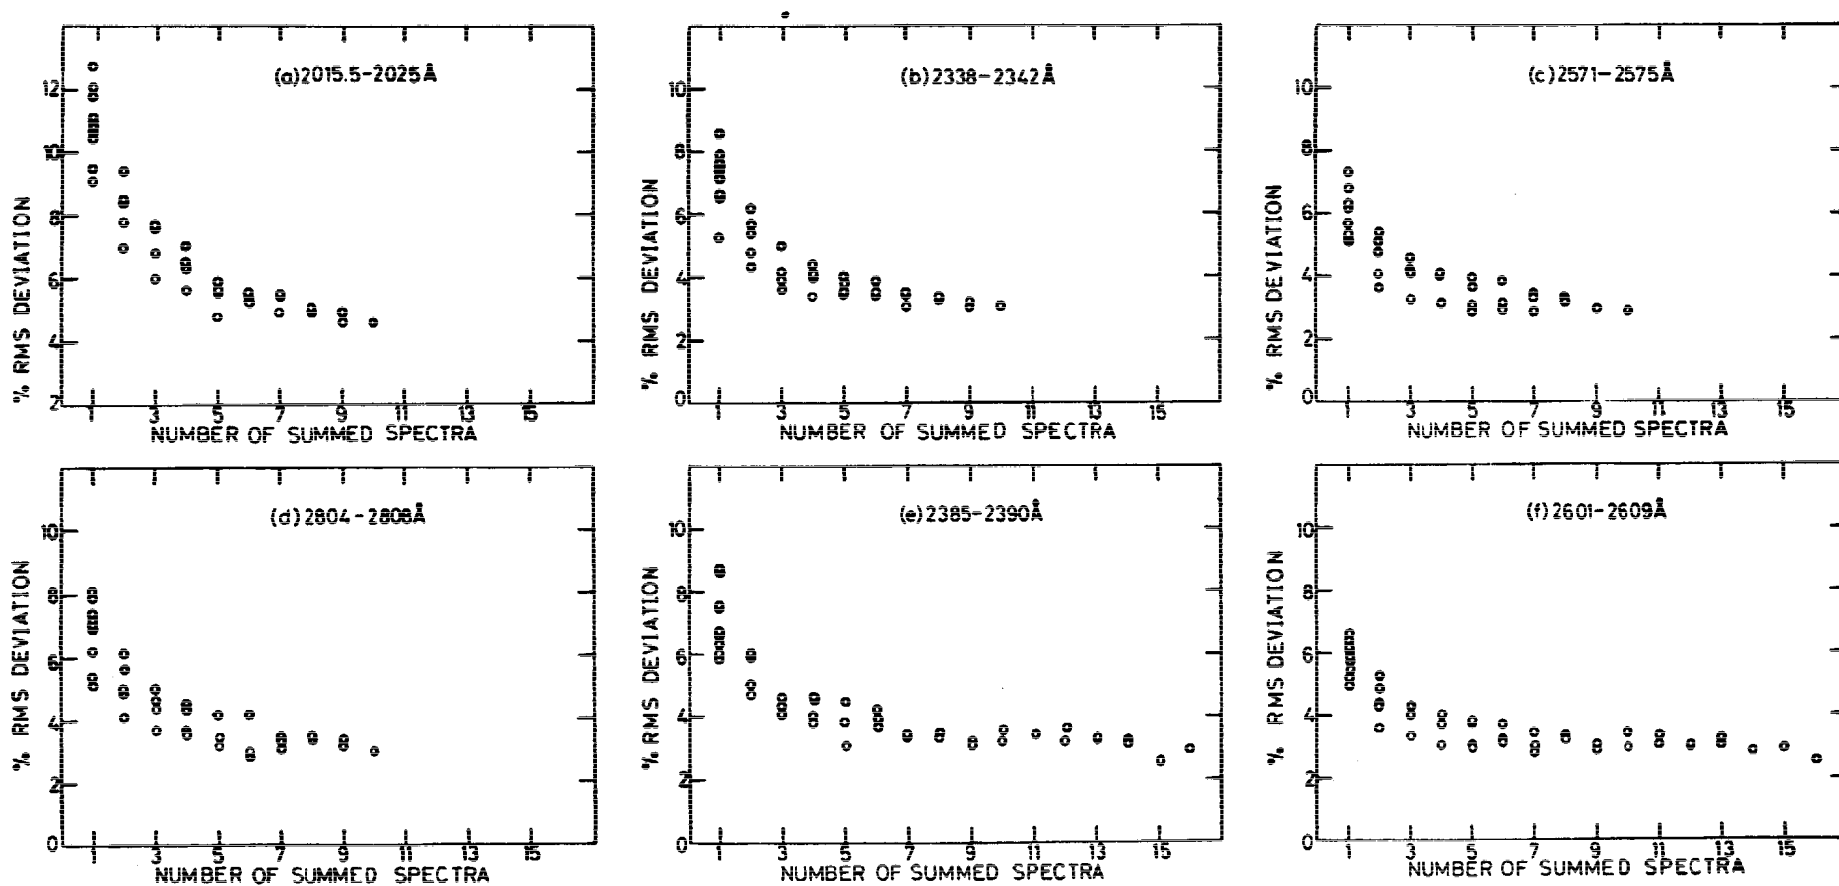 (a) 2015.5-2025Å
% RMS DEVIATION
12
10
8
6
4
2
1 3 5 7 9 11 13 15
NUMBER OF SUMMED SPECTRA
(b) 2338-2342Å
% RMS DEVIATION
10
8
6
4
2
0
1 3 5 7 9 11 13 15
NUMBER OF SUMMED SPECTRA
(c) 2571-2575Å
% RMS DEVIATION
10
8
6
4
2
0
1 3 5 7 9 11 13 15
NUMBER OF SUMMED SPECTRA
(d) 2804-2808Å
% RMS DEVIATION
10
8
6
4
2
0
1 3 5 7 9 11 13 15
NUMBER OF SUMMED SPECTRA
(e) 2385-2390Å
% RMS DEVIATION
10
8
6
4
2
0
1 3 5 7 9 11 13 15
NUMBER OF SUMMED SPECTRA
(f) 2601-2609Å
% RMS DEVIATION
10
8
6
4
2
0
1 3 5 7 9 11 13 15
NUMBER OF SUMMED SPECTRA